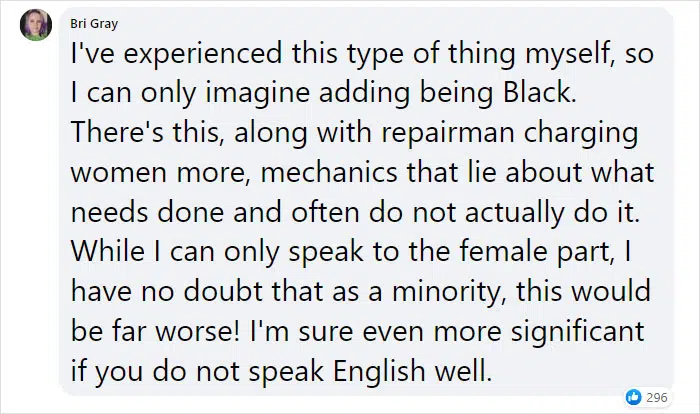 Bri Gray
I've experienced this type of thing myself, so
I can only imagine adding being Black.
There's this, along with repairman charging
women more, mechanics that lie about what
needs done and often do not actually do it.
While I can only speak to the female part, I
have no doubt that as a minority, this would
be far worse! I'm sure even more significant
if you do not speak English well.
296